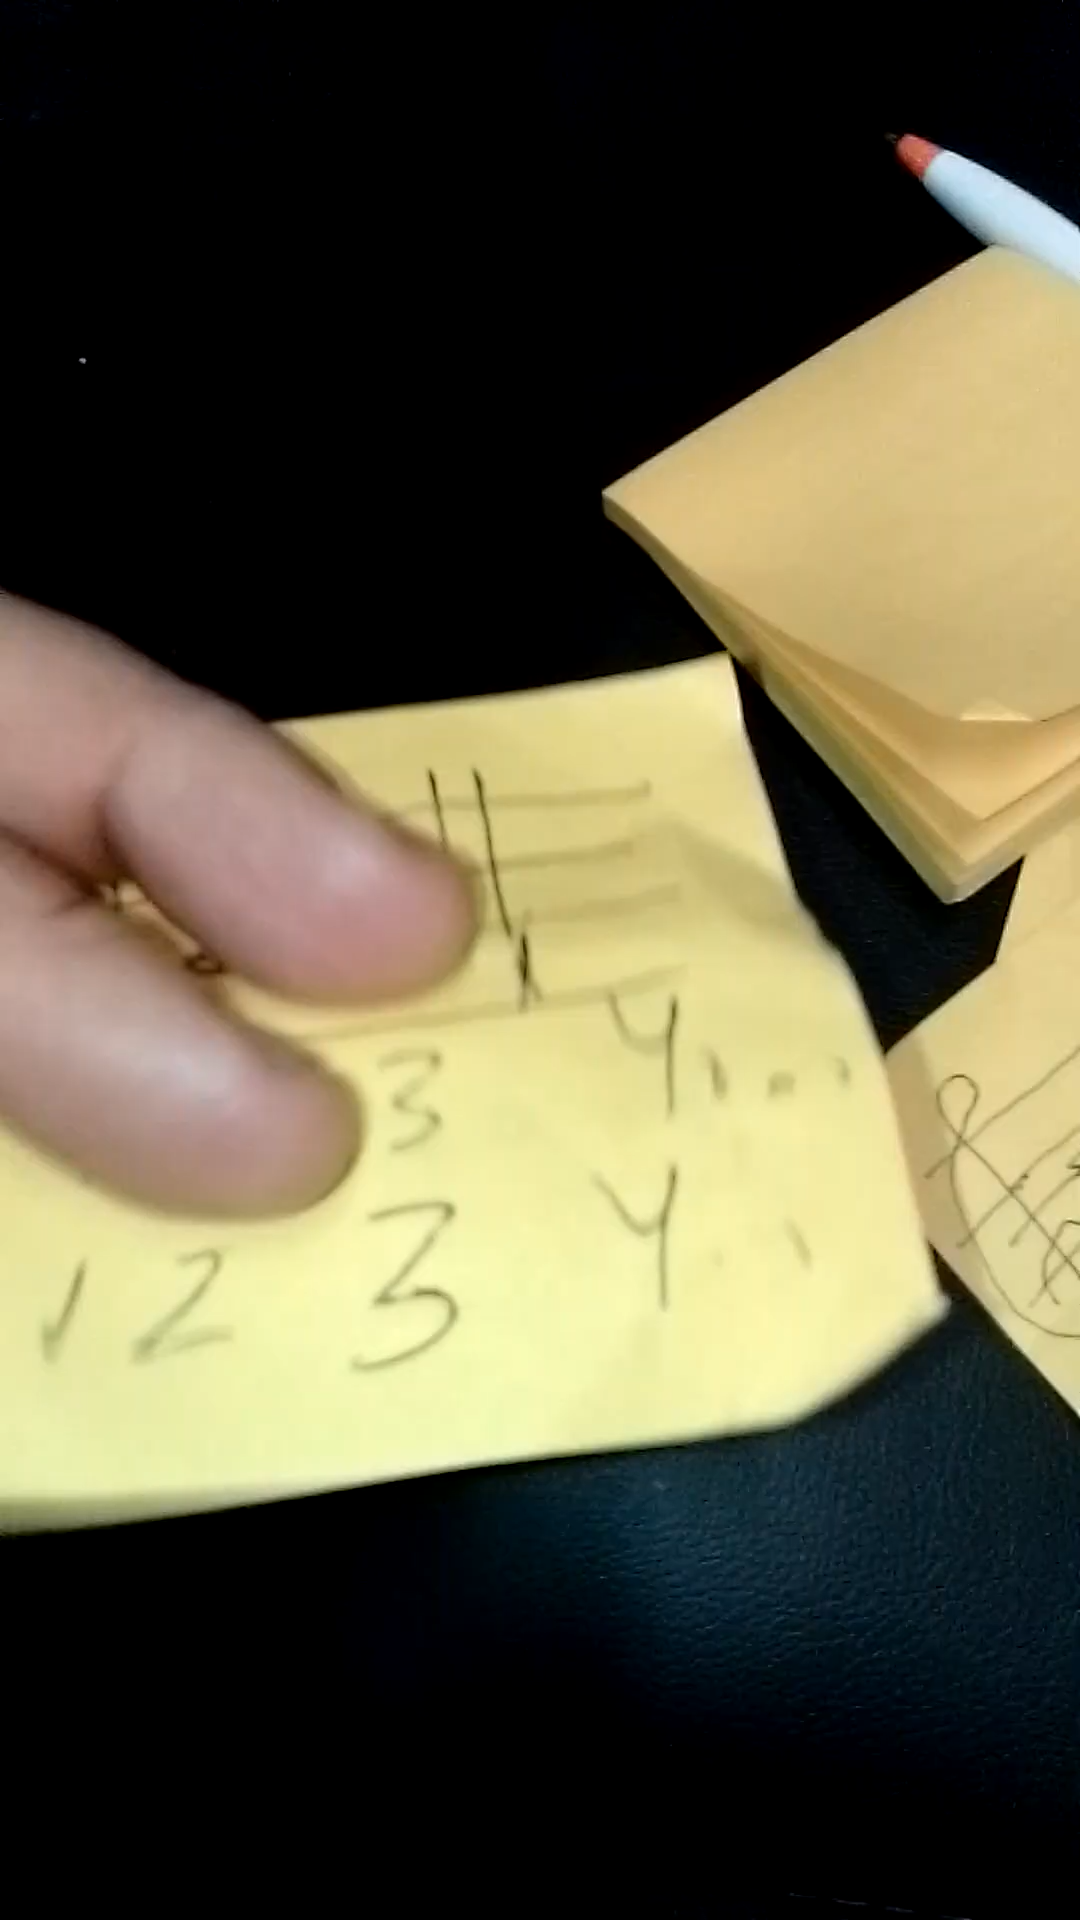 3 4 . . .
1 2 3 4 . .